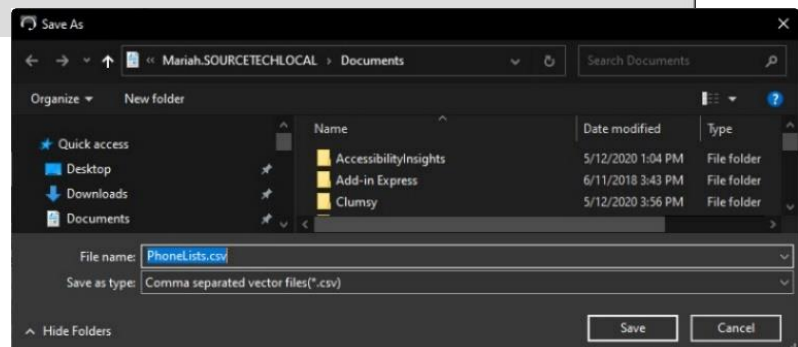 Save As
« Mariah.SOURCETECHLOCAL > Documents
Search Documents
Organize
New folder
Name Date modified Type
Quick access
Desktop
Downloads
Documents
AccessibilityInsights 5/12/2020 1:04 PM File folder
Add-in Express 6/11/2018 3:43 PM File folder
Clumsy 5/12/2020 3:56 PM File folder
File name: PhoneLists.csv
Save as type: Comma separated vector files(*.csv)
Hide Folders
Save
Cancel